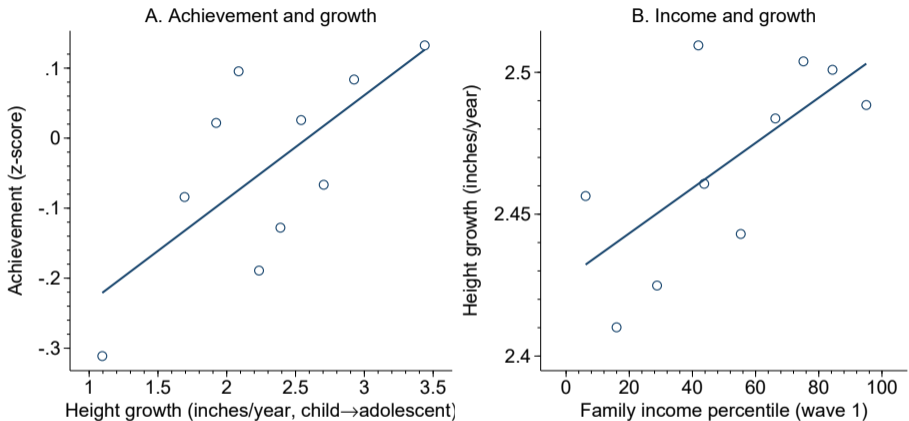 A. Achievement and growth
Achievement (z-score)
.1
0
-.1
-.2
-.3
1 1.5 2 2.5 3 3.5
Height growth (inches/year, child→adolescent)
B. Income and growth
Height growth (inches/year)
2.5
2.45
2.4
0 20 40 60 80 100
Family income percentile (wave 1)